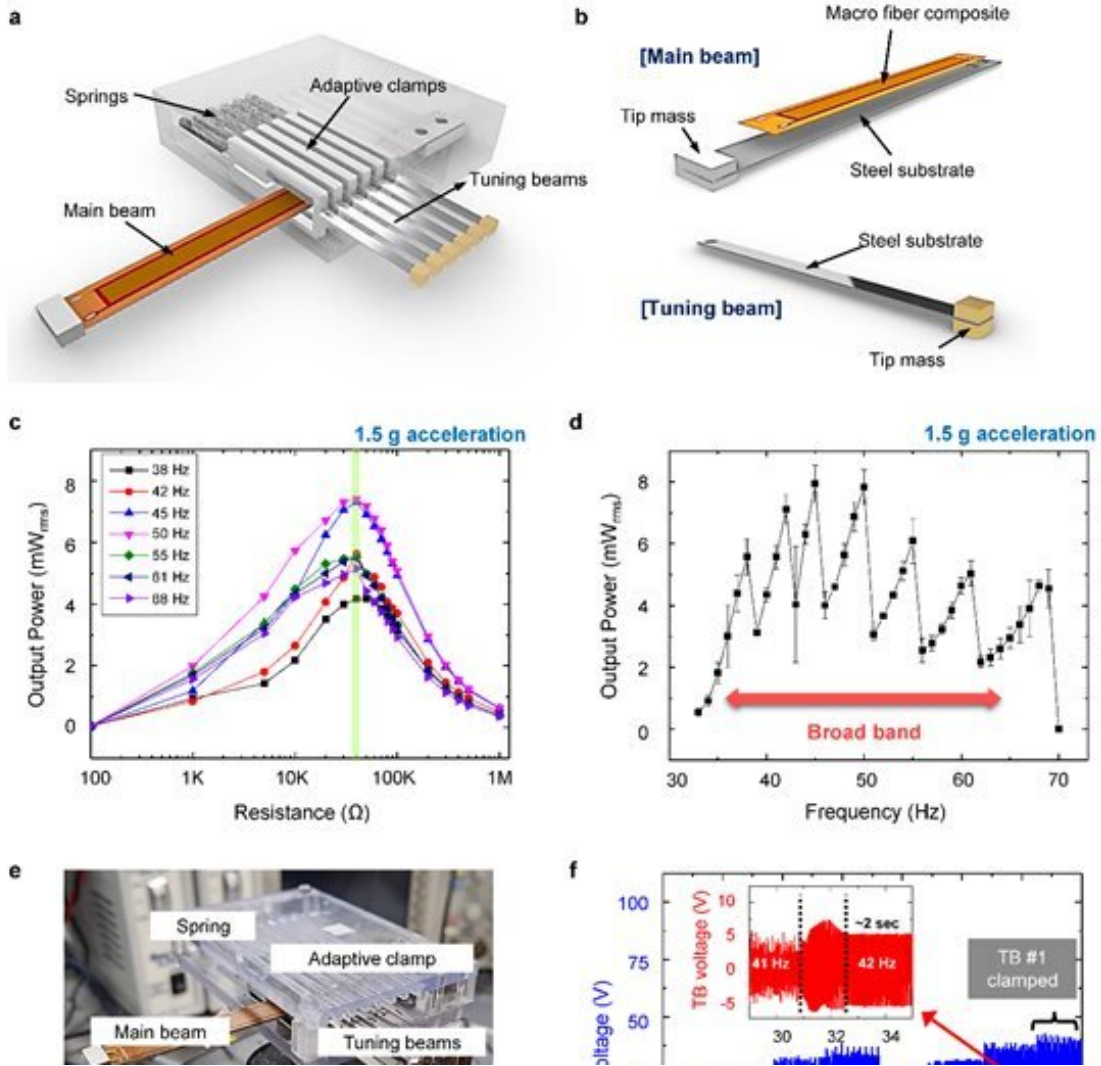 a
Springs
Adaptive clamps
Tuning beams
Main beam
b
Macro fiber composite
[Main beam]
Tip mass
Steel substrate
Steel substrate
[Tuning beam]
Tip mass
c
1.5 g acceleration
38 Hz
42 Hz
45 Hz
50 Hz
55 Hz
61 Hz
68 Hz
Output Power (mWrms)
8
6
4
2
0
100
1K
10K
100K
1M
Resistance (Ω)
d
1.5 g acceleration
Output Power (mWrms)
8
6
4
2
0
Broad band
30
40
50
60
70
Frequency (Hz)
e
Spring
Adaptive clamp
Main beam
Tuning beams
f
100
75
50
TB voltage (V)
10
5
0
-5
41 Hz
~2 sec
42 Hz
30
32
34
TB #1
clamped
(V)